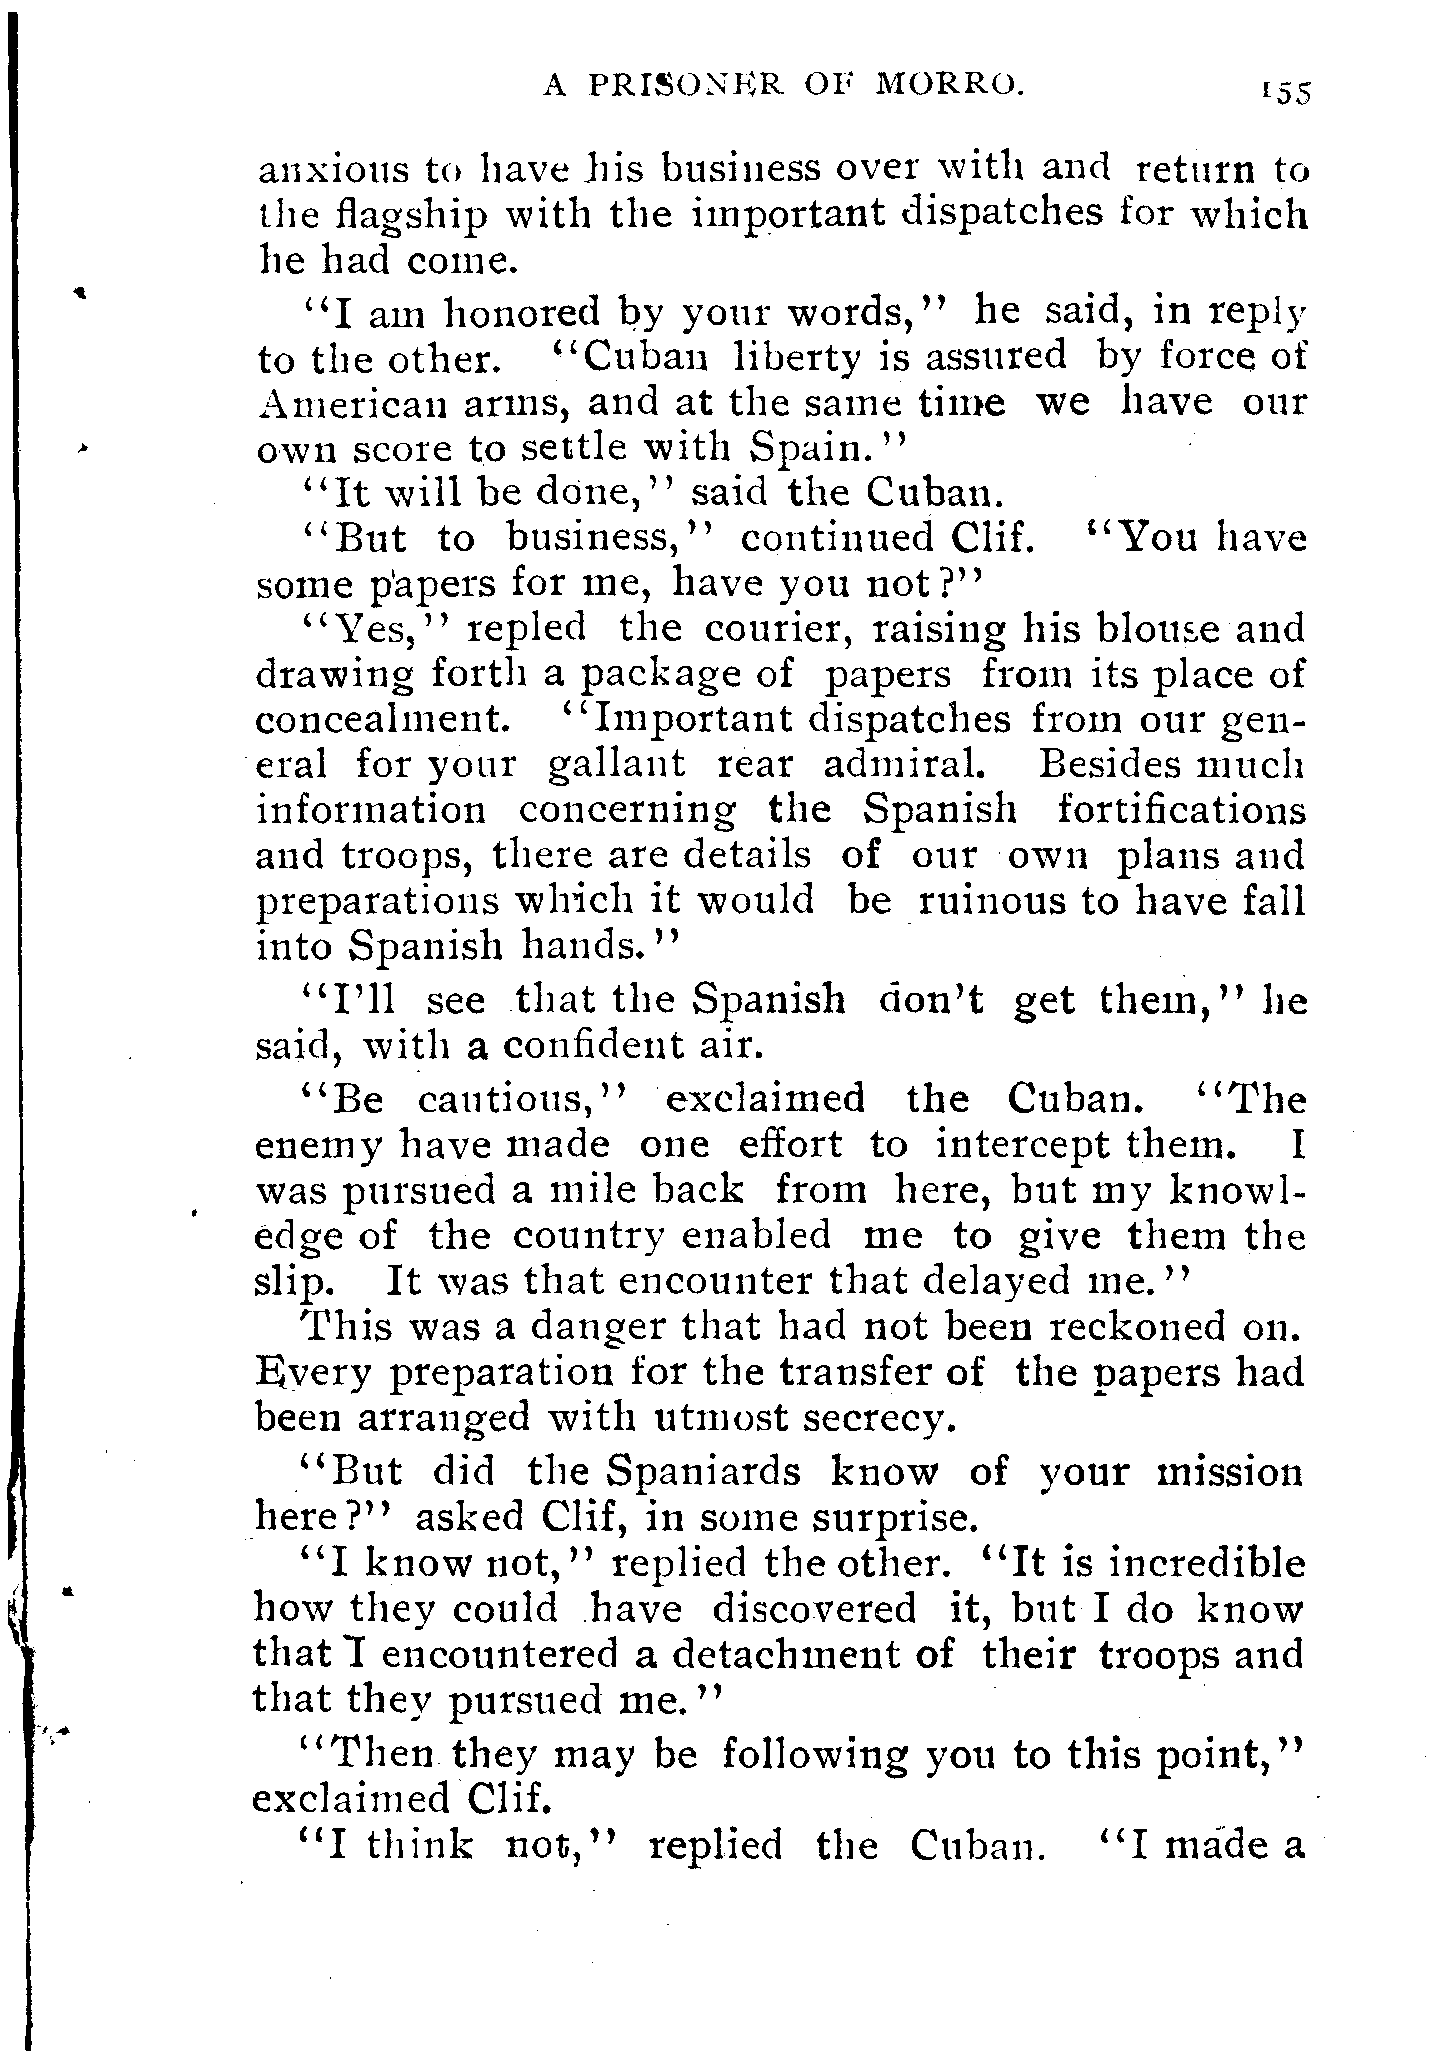 A PRISONER OF MORRO. 155
anxious to have his business over with and return to
the flagship with the important dispatches for which
he had come.
"I am honored by your words," he said, in reply
to the other. "Cuban liberty is assured by force of
American arms, and at the same time we have our
own score to settle with Spain."
"It will be done," said the Cuban.
"But to business," continued Clif. "You have
some papers for me, have you not?"
"Yes," repled the courier, raising his blouse and
drawing forth a package of papers from its place of
concealment. "Important dispatches from our gen-
eral for your gallant rear admiral. Besides much
information concerning the Spanish fortifications
and troops, there are details of our own plans and
preparations which it would be ruinous to have fall
into Spanish hands."
"I'll see that the Spanish don't get them," he
said, with a confident air.
"Be cautious," exclaimed the Cuban. "The
enemy have made one effort to intercept them. I
was pursued a mile back from here, but my knowl-
edge of the country enabled me to give them the
slip. It was that encounter that delayed me."
This was a danger that had not been reckoned on.
Every preparation for the transfer of the papers had
been arranged with utmost secrecy.
"But did the Spaniards know of your mission
here?" asked Clif, in some surprise.
"I know not," replied the other. "It is incredible
how they could have discovered it, but I do know
that I encountered a detachment of their troops and
that they pursued me."
"Then they may be following you to this point,"
exclaimed Clif.
"I think not," replied the Cuban. "I made a